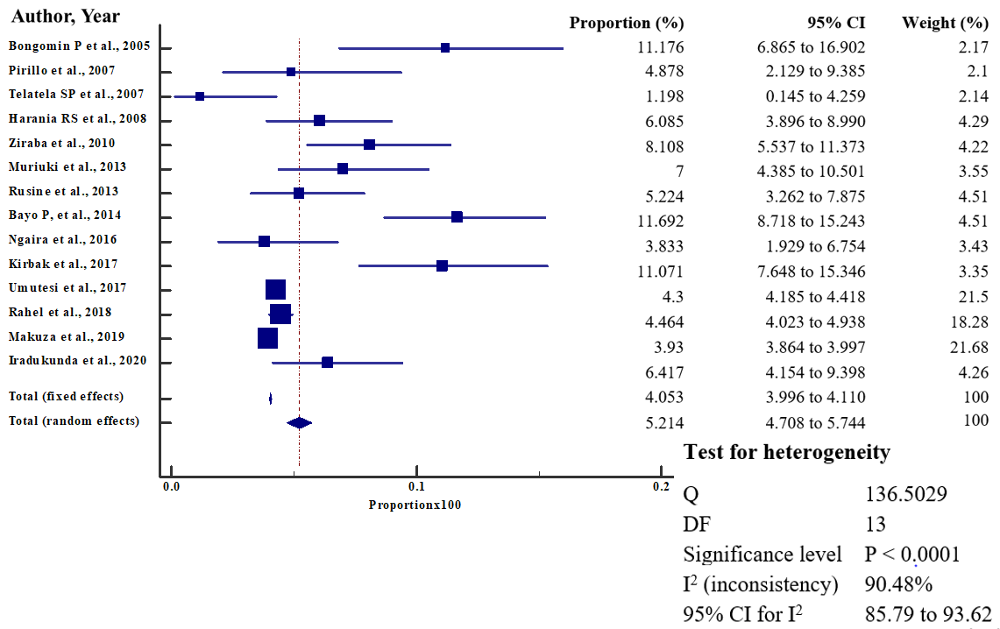 Author, Year Proportion (%) 95% CI Weight (%)
Bongomin P et al., 2005 11.176 6.865 to 16.902 2.17
Pirillo et al., 2007 4.878 2.129 to 9.385 2.1
Telatela SP et al., 2007 1.198 0.145 to 4.259 2.14
Harania RS et al., 2008 6.085 3.896 to 8.990 4.29
Ziraba et al., 2010 8.108 5.537 to 11.373 4.22
Muriuki et al., 2013 7 4.385 to 10.501 3.55
Rusine et al., 2013 5.224 3.262 to 7.875 4.51
Bayo P, et al., 2014 11.692 8.718 to 15.243 4.51
Ngaira et al., 2016 3.833 1.929 to 6.754 3.43
Kirbak et al., 2017 11.071 7.648 to 15.346 3.35
Umutesi et al., 2017 4.3 4.185 to 4.418 21.5
Rahel et al., 2018 4.464 4.023 to 4.938 18.28
Makuza et al., 2019 3.93 3.864 to 3.997 21.68
Iradukunda et al., 2020 6.417 4.154 to 9.398 4.26
Total (fixed effects) 4.053 3.996 to 4.110 100
Total (random effects) 5.214 4.708 to 5.744 100
0.0 0.1 0.2
Proportionx100
Test for heterogeneity
Q 136.5029
DF 13
Significance level P < 0.0001
I² (inconsistency) 90.48%
95% CI for I² 85.79 to 93.62